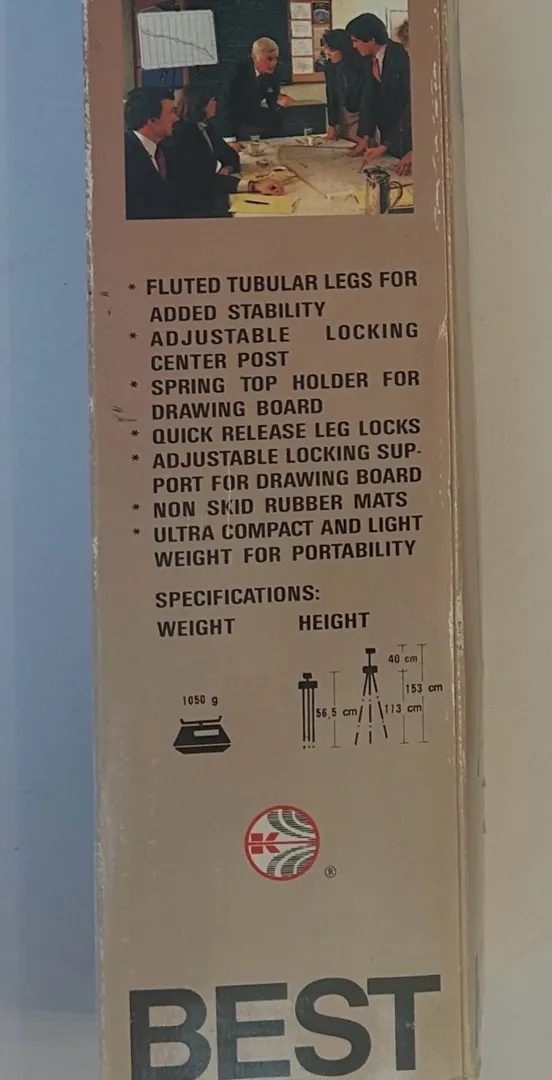 * FLUTED TUBULAR LEGS FOR
ADDED STABILITY
* ADJUSTABLE LOCKING
CENTER POST
* SPRING TOP HOLDER FOR
DRAWING BOARD
* QUICK RELEASE LEG LOCKS
* ADJUSTABLE LOCKING SUP-
PORT FOR DRAWING BOARD
* NON SKID RUBBER MATS
* ULTRA COMPACT AND LIGHT
WEIGHT FOR PORTABILITY
SPECIFICATIONS:
WEIGHT HEIGHT
40 cm
1050 g
153 cm
56,5 cm
113 cm
K
®
BEST